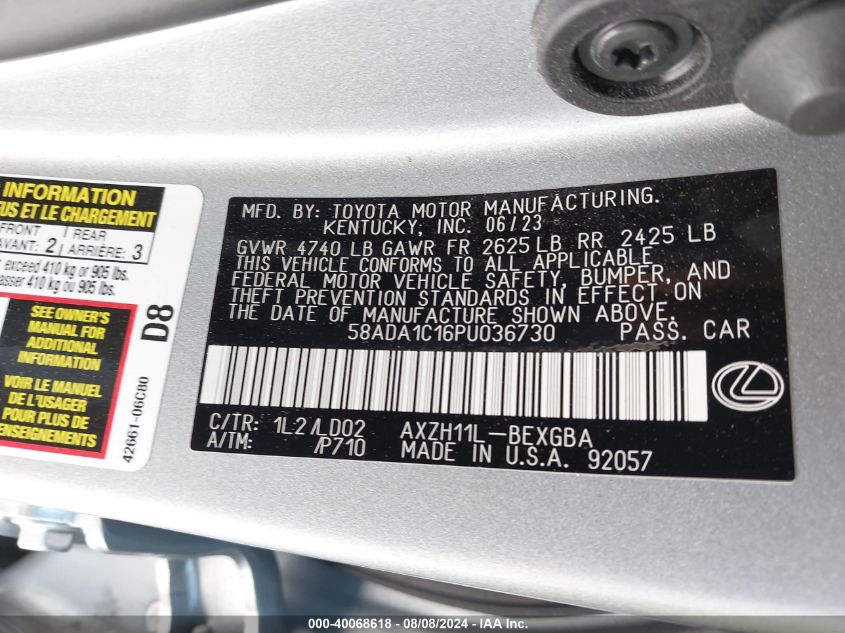 INFORMATION
US ET LE CHARGEMENT
FRONT
AVANT: 2
REAR
ARRIÈRE: 3
exceed 410 kg or 905 lbs.
passer 410 kg ou 905 lbs.
SEE OWNER'S
MANUAL FOR
ADDITIONAL
INFORMATION
VOIR LE MANUEL
DE L'USAGER
POUR PLUS DE
RENSEIGNEMENTS
D8
42661-06C80
MFD. BY: TOYOTA MOTOR MANUFACTURING.
KENTUCKY, INC. 06/23
GVWR 4740 LB GAWR FR 2625 LB RR 2425 LB
THIS VEHICLE CONFORMS TO ALL APPLICABLE
FEDERAL MOTOR VEHICLE SAFETY, BUMPER, AND
THEFT PREVENTION STANDARDS IN EFFECT ON
THE DATE OF MANUFACTURE SHOWN ABOVE.
58ADA1C16PU036730 PASS. CAR
C/TR: 1L2/LD02 AXZH11L-BEXGBA
A/TM: /P710 MADE IN U.S.A. 92057
000-40068618 - 08/08/2024 - IAAI.com